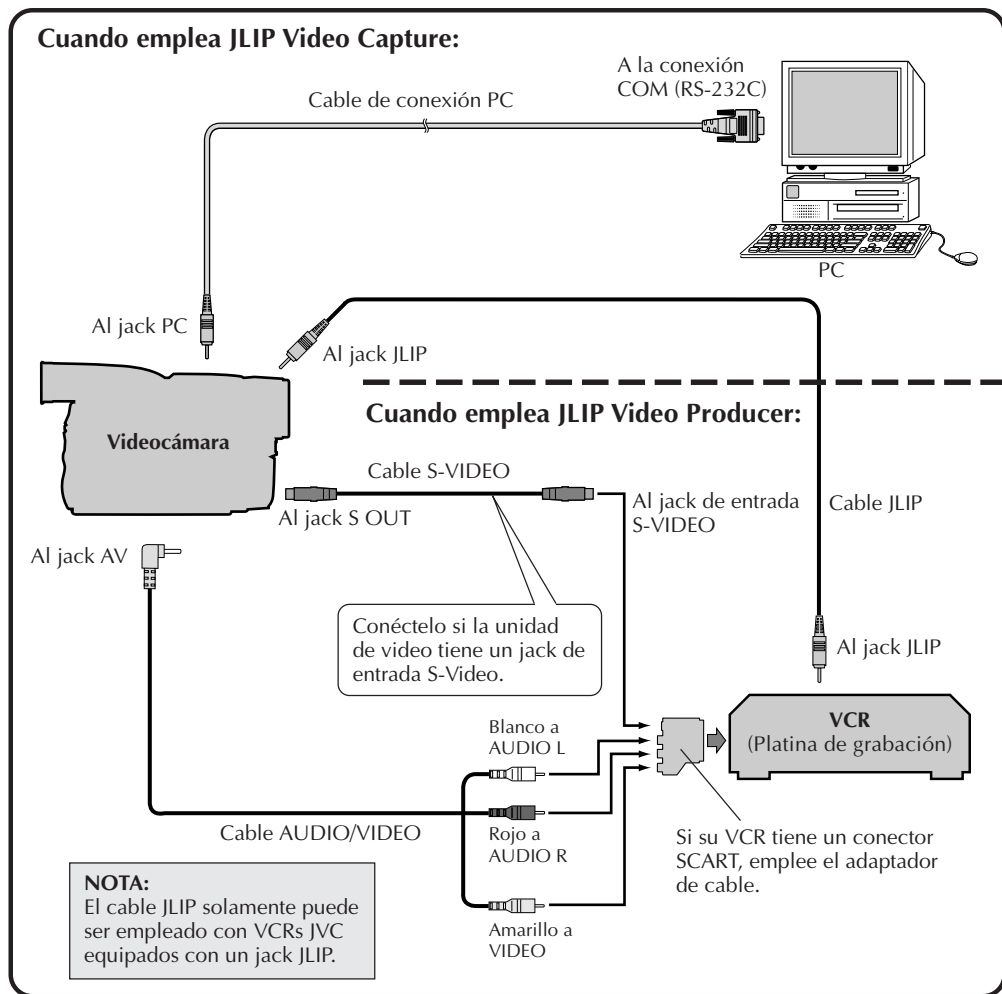 Cuando emplea JLIP Video Capture:
A la conexión
COM (RS-232C)
Cable de conexión PC
PC
Al jack PC
Al jack JLIP
Videocámara
Cuando emplea JLIP Video Producer:
Cable S-VIDEO
Al jack S OUT
Al jack de entrada
S-VIDEO
Cable JLIP
Al jack AV
Conéctelo si la unidad
de video tiene un jack de
entrada S-Video.
Al jack JLIP
Blanco a
AUDIO L
VCR
(Platina de grabación)
Cable AUDIO/VIDEO
Rojo a
AUDIO R
Si su VCR tiene un conector
SCART, emplee el adaptador
de cable.
NOTA:
El cable JLIP solamente puede
ser empleado con VCRs JVC
equipados con un jack JLIP.
Amarillo a
VIDEO